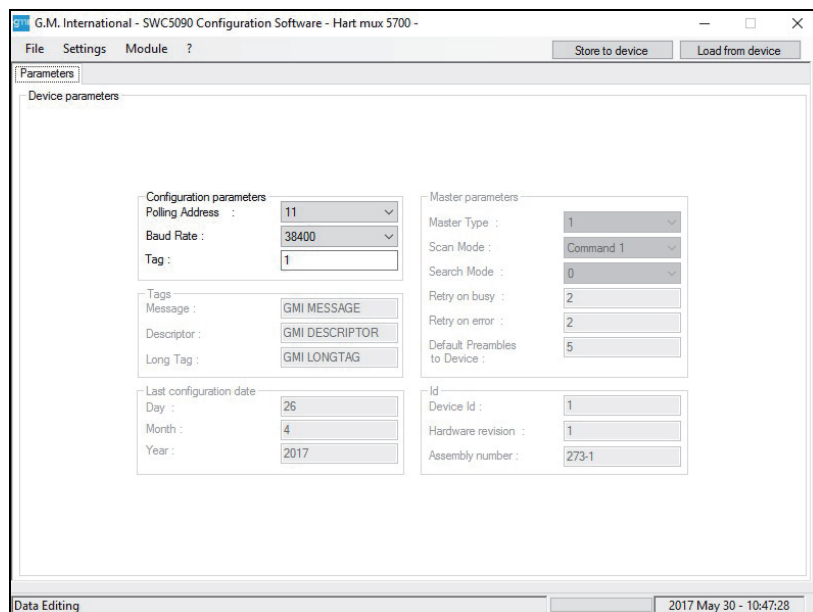 gmi G.M. International - SWC5090 Configuration Software - Hart mux 5700 -
File Settings Module ? Store to device Load from device
Parameters
Device parameters
Configuration parameters
Polling Address : 11
Baud Rate : 38400
Tag : 1
Tags
Message : GMI MESSAGE
Descriptor : GMI DESCRIPTOR
Long Tag : GMI LONGTAG
Last configuration date
Day : 26
Month : 4
Year : 2017
Master parameters
Master Type : 1
Scan Mode : Command 1
Search Mode : 0
Retry on busy : 2
Retry on error : 2
Default Preambles
to Device : 5
Id
Device Id : 1
Hardware revision : 1
Assembly number : 273-1
Data Editing 2017 May 30 - 10:47:28